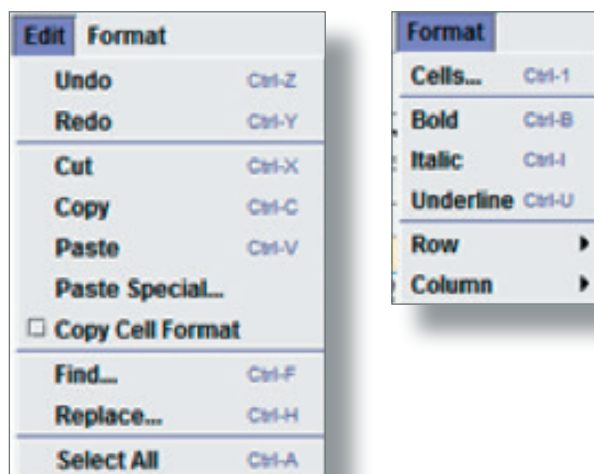 Edit Format
Undo Ctrl-Z
Redo Ctrl-Y
Cut Ctrl-X
Copy Ctrl-C
Paste Ctrl-V
Paste Special...
Copy Cell Format
Find... Ctrl-F
Replace... Ctrl-H
Select All Ctrl-A
Format
Cells... Ctrl-1
Bold Ctrl-B
Italic Ctrl-I
Underline Ctrl-U
Row
Column